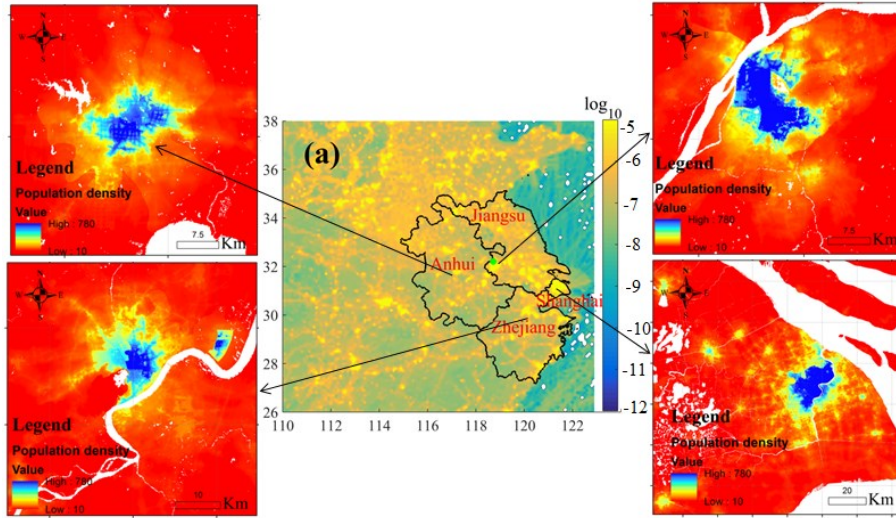 N
W E
S
Legend
Population density
Value
High : 780
Low : 10
7.5
Km
N
W E
S
Legend
Population density
Value
High : 780
Low : 10
7.5
Km
(a)
log10
38
36
34
32
30
28
26
110 112 114 116 118 120 122
-5
-6
-7
-8
-9
-10
-11
-12
Jiangsu
Anhui
Shanghai
Zhejiang
N
W E
S
Legend
Population density
Value
High : 780
Low : 10
10
Km
N
W E
S
Legend
Population density
Value
High : 780
Low : 10
20
Km